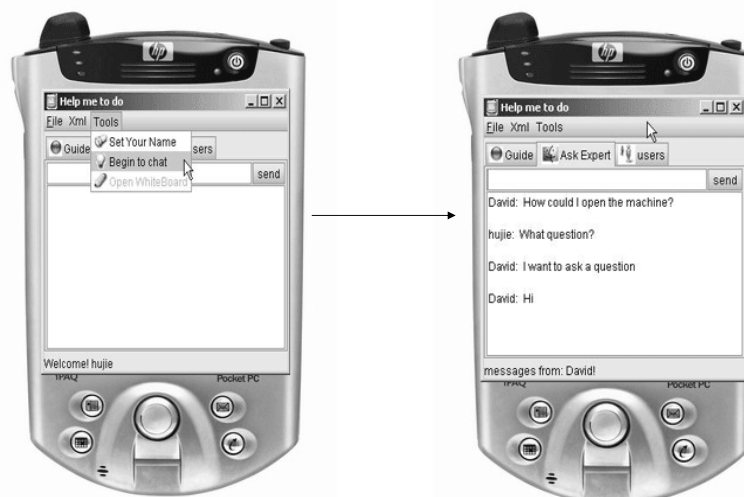 hp
Help me to do
File Xml Tools
Set Your Name
Guide
sers
Begin to chat
send
Open WhiteBoard
Welcome! hujie
iPAQ Pocket PC
hp
Help me to do
File Xml Tools
Guide Ask Expert users
send
David: How could I open the machine?
hujie: What question?
David: I want to ask a question
David: Hi
messages from: David!
iPAQ Pocket PC